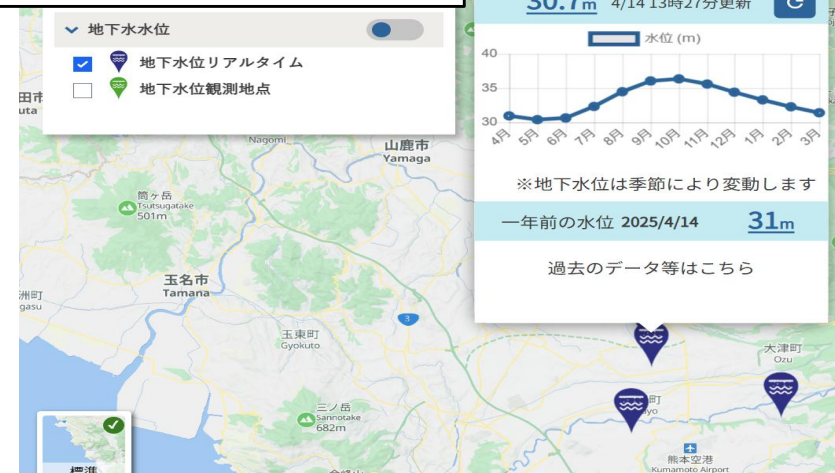 地下水水位
地下水位リアルタイム
地下水位観測地点
30.7m 4/14 13時27分更新
水位 (m)
40
35
30
4月 5月 6月 7月 8月 9月 10月 11月 12月 1月 2月 3月
※地下水位は季節により変動します
一年前の水位 2025/4/14 31m
過去のデータ等はこちら
田市
uta
Nagomi
山鹿市
Yamaga
筒ヶ岳
Tsutsugatake
501m
玉名市
Tamana
洲町
gasu
3
玉東町
Gyokuto
大津町
Ozu
町
yo
三ノ岳
Sannotake
682m
熊本空港
Kumamoto Airport
標準